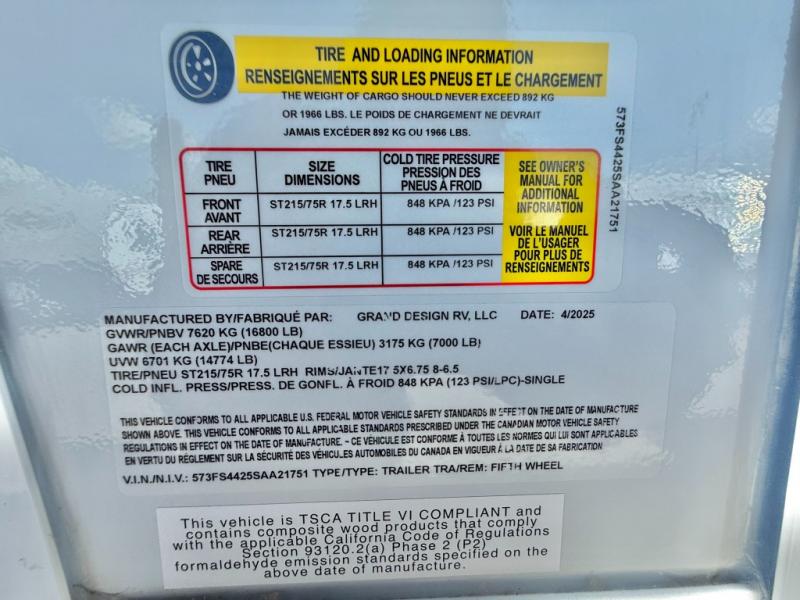 TIRE AND LOADING INFORMATION
RENSEIGNEMENTS SUR LES PNEUS ET LE CHARGEMENT
THE WEIGHT OF CARGO SHOULD NEVER EXCEED 892 KG
OR 1966 LBS. LE POIDS DE CHARGEMENT NE DEVRAIT
JAMAIS EXCÉDER 892 KG OU 1966 LBS.
TIRE PNEU SIZE DIMENSIONS COLD TIRE PRESSURE PRESSION DES PNEUS À FROID
FRONT AVANT ST215/75R 17.5 LRH 848 KPA /123 PSI
REAR ARRIÈRE ST215/75R 17.5 LRH 848 KPA /123 PSI
SPARE DE SECOURS ST215/75R 17.5 LRH 848 KPA /123 PSI
SEE OWNER'S
MANUAL FOR
ADDITIONAL
INFORMATION
VOIR LE MANUEL
DE L'USAGER
POUR PLUS DE
RENSEIGNEMENTS
573FS4425SAA21751
MANUFACTURED BY/FABRIQUÉ PAR: GRAND DESIGN RV, LLC DATE: 4/2025
GVWR/PNBV 7620 KG (16800 LB)
GAWR (EACH AXLE)/PNBE(CHAQUE ESSIEU) 3175 KG (7000 LB)
UVW 6701 KG (14774 LB)
TIRE/PNEU ST215/75R 17.5 LRH RIMS/JANTE17 5X6.75 8-6.5
COLD INFL. PRESS/PRESS. DE GONFL. À FROID 848 KPA (123 PSI/LPC)-SINGLE
THIS VEHICLE CONFORMS TO ALL APPLICABLE U.S. FEDERAL MOTOR VEHICLE SAFETY STANDARDS IN EFFECT ON THE DATE OF MANUFACTURE
SHOWN ABOVE. THIS VEHICLE CONFORMS TO ALL APPLICABLE STANDARDS PRESCRIBED UNDER THE CANADIAN MOTOR VEHICLE SAFETY
REGULATIONS IN EFFECT ON THE DATE OF MANUFACTURE. - CE VÉHICULE EST CONFORME À TOUTES LES NORMES QUI LUI SONT APPLICABLES
EN VERTU DU RÉGLEMENT SUR LA SÉCURITÉ DES VÉHICULES AUTOMOBILES DU CANADA EN VIGUEUR À LA DATE DE SA FABRICATION
V.I.N./N.I.V.: 573FS4425SAA21751 TYPE/TYPE: TRAILER TRA/REM: FIFTH WHEEL
This vehicle is TSCA TITLE VI COMPLIANT and
contains composite wood products that comply
with the applicable California Code of Regulations
Section 93120.2(a) Phase 2 (P2)
formaldehyde emission standards specified on the
above date of manufacture.